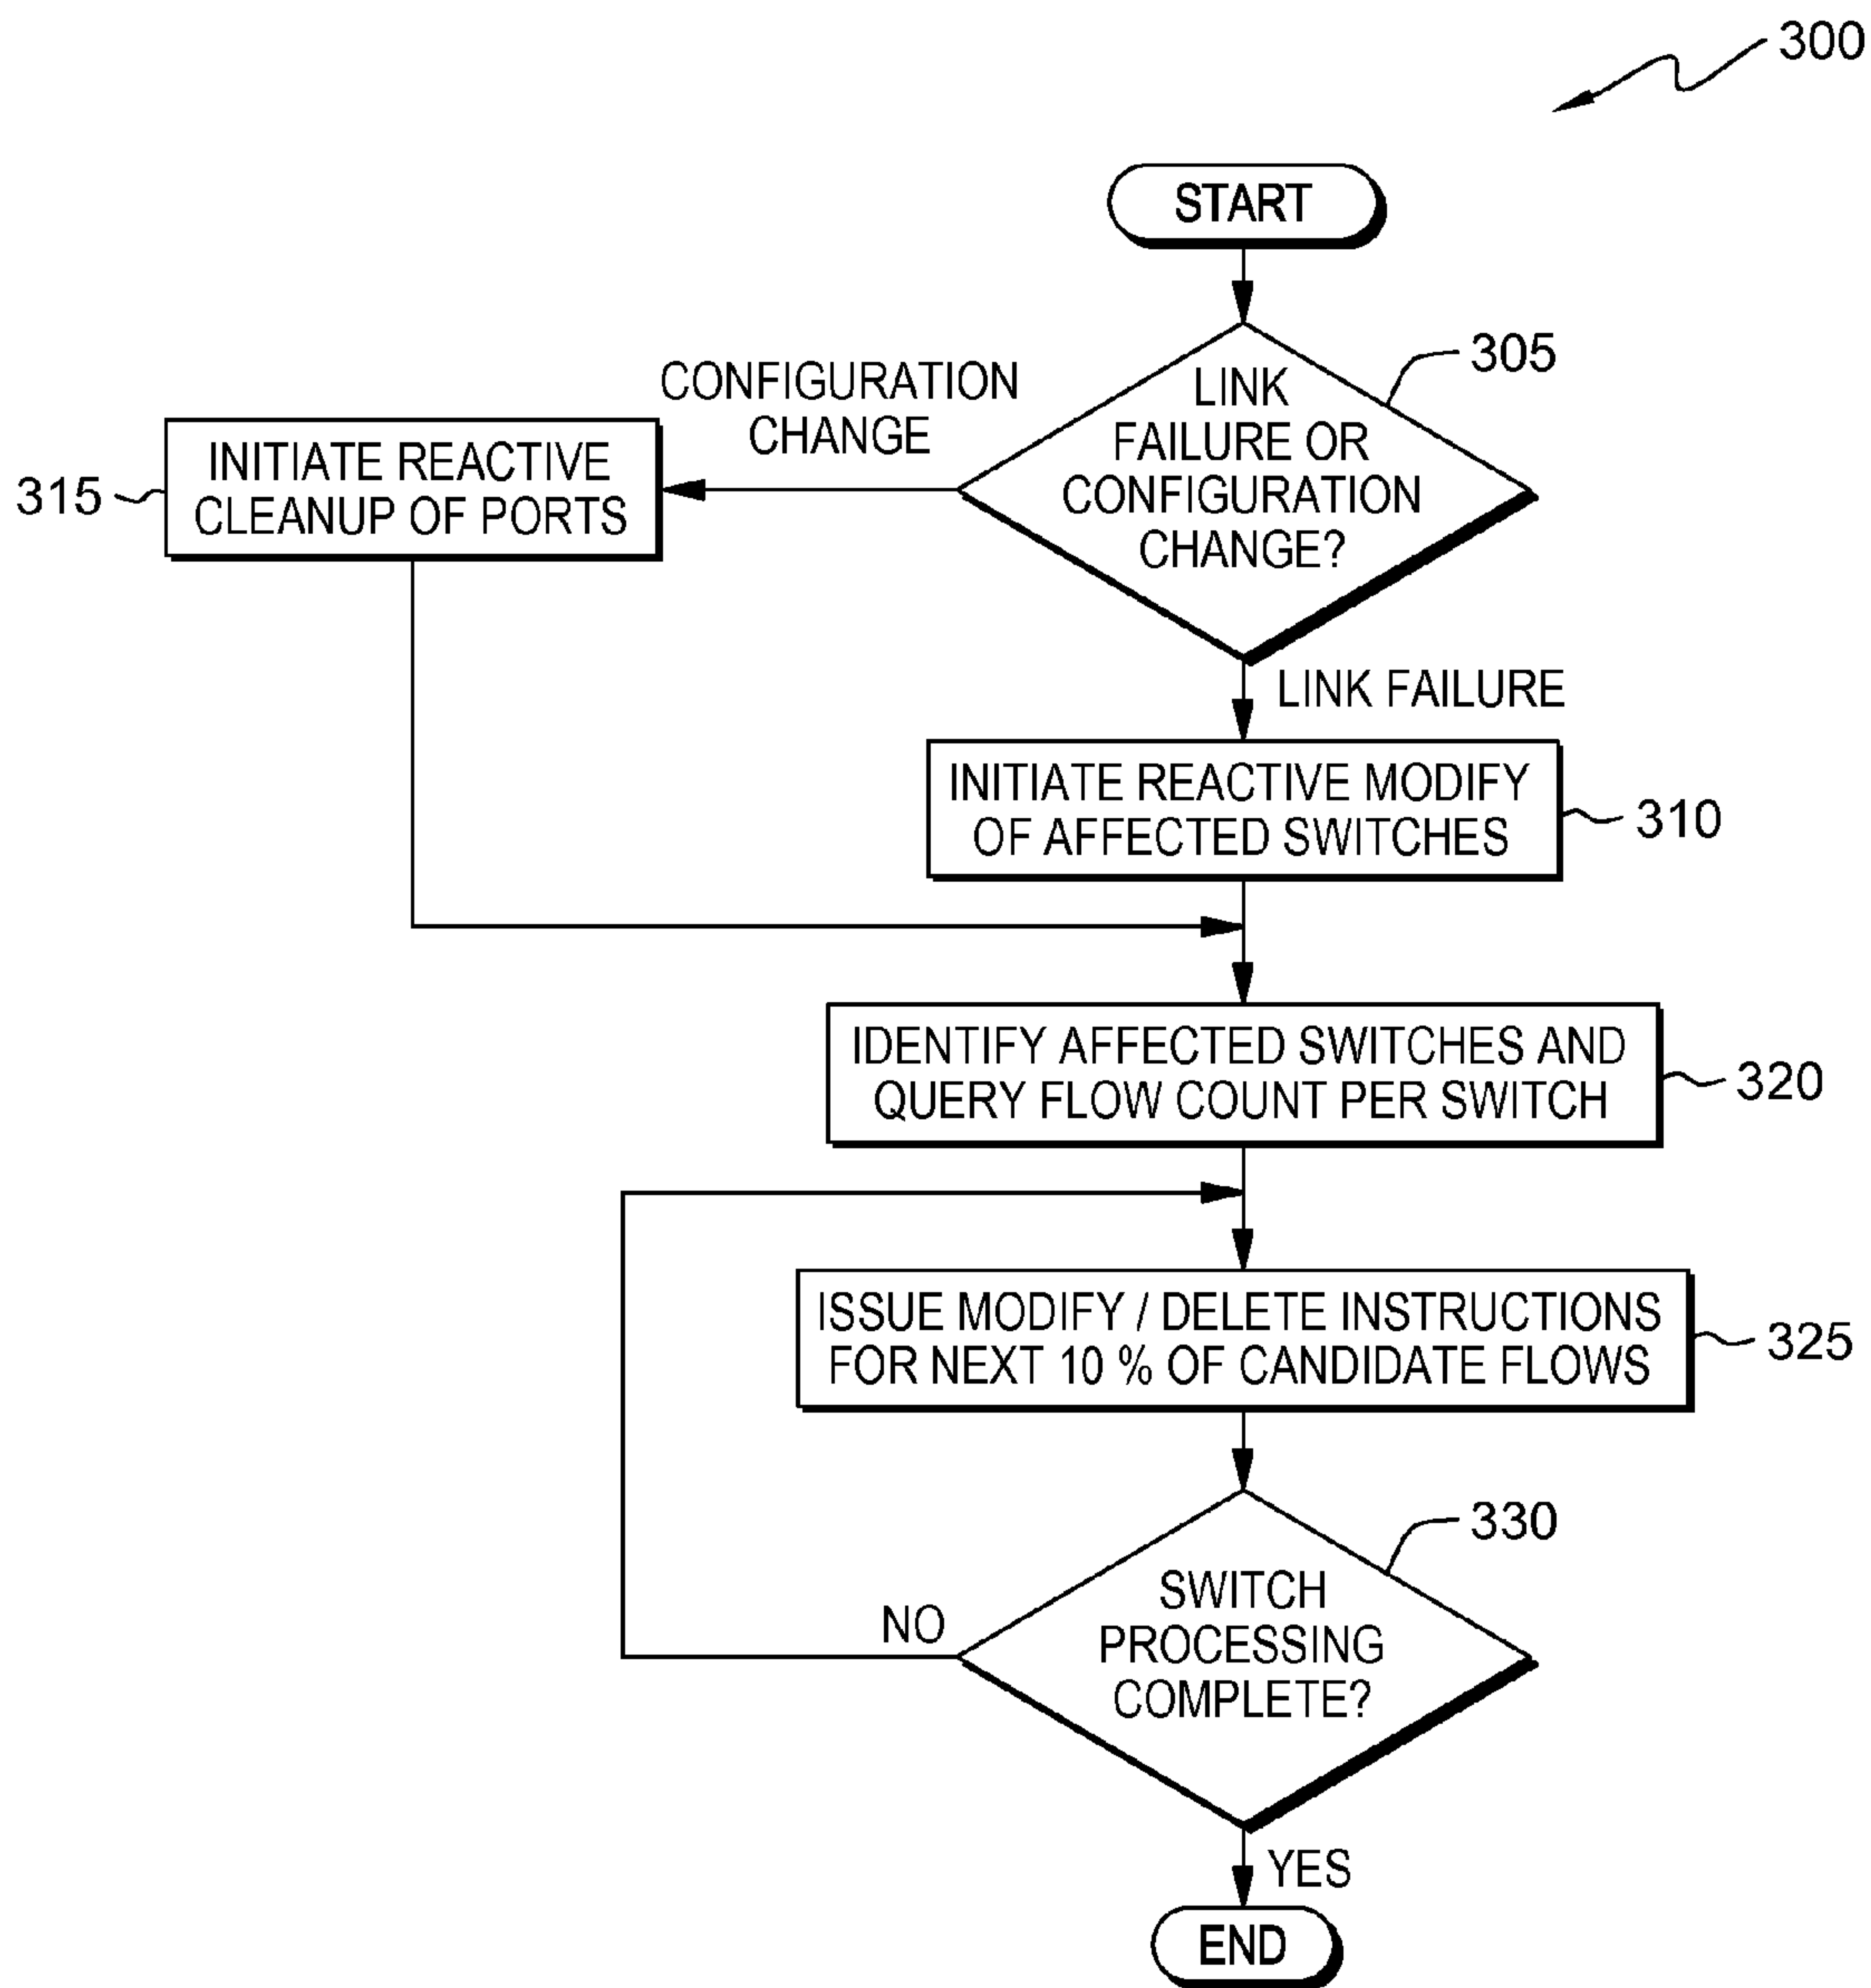 300
START
305
LINK
FAILURE OR
CONFIGURATION
CHANGE?
CONFIGURATION
CHANGE
315
INITIATE REACTIVE
CLEANUP OF PORTS
LINK FAILURE
INITIATE REACTIVE MODIFY
OF AFFECTED SWITCHES
310
IDENTIFY AFFECTED SWITCHES AND
QUERY FLOW COUNT PER SWITCH
320
ISSUE MODIFY / DELETE INSTRUCTIONS
FOR NEXT 10 % OF CANDIDATE FLOWS
325
330
SWITCH
PROCESSING
COMPLETE?
NO
YES
END